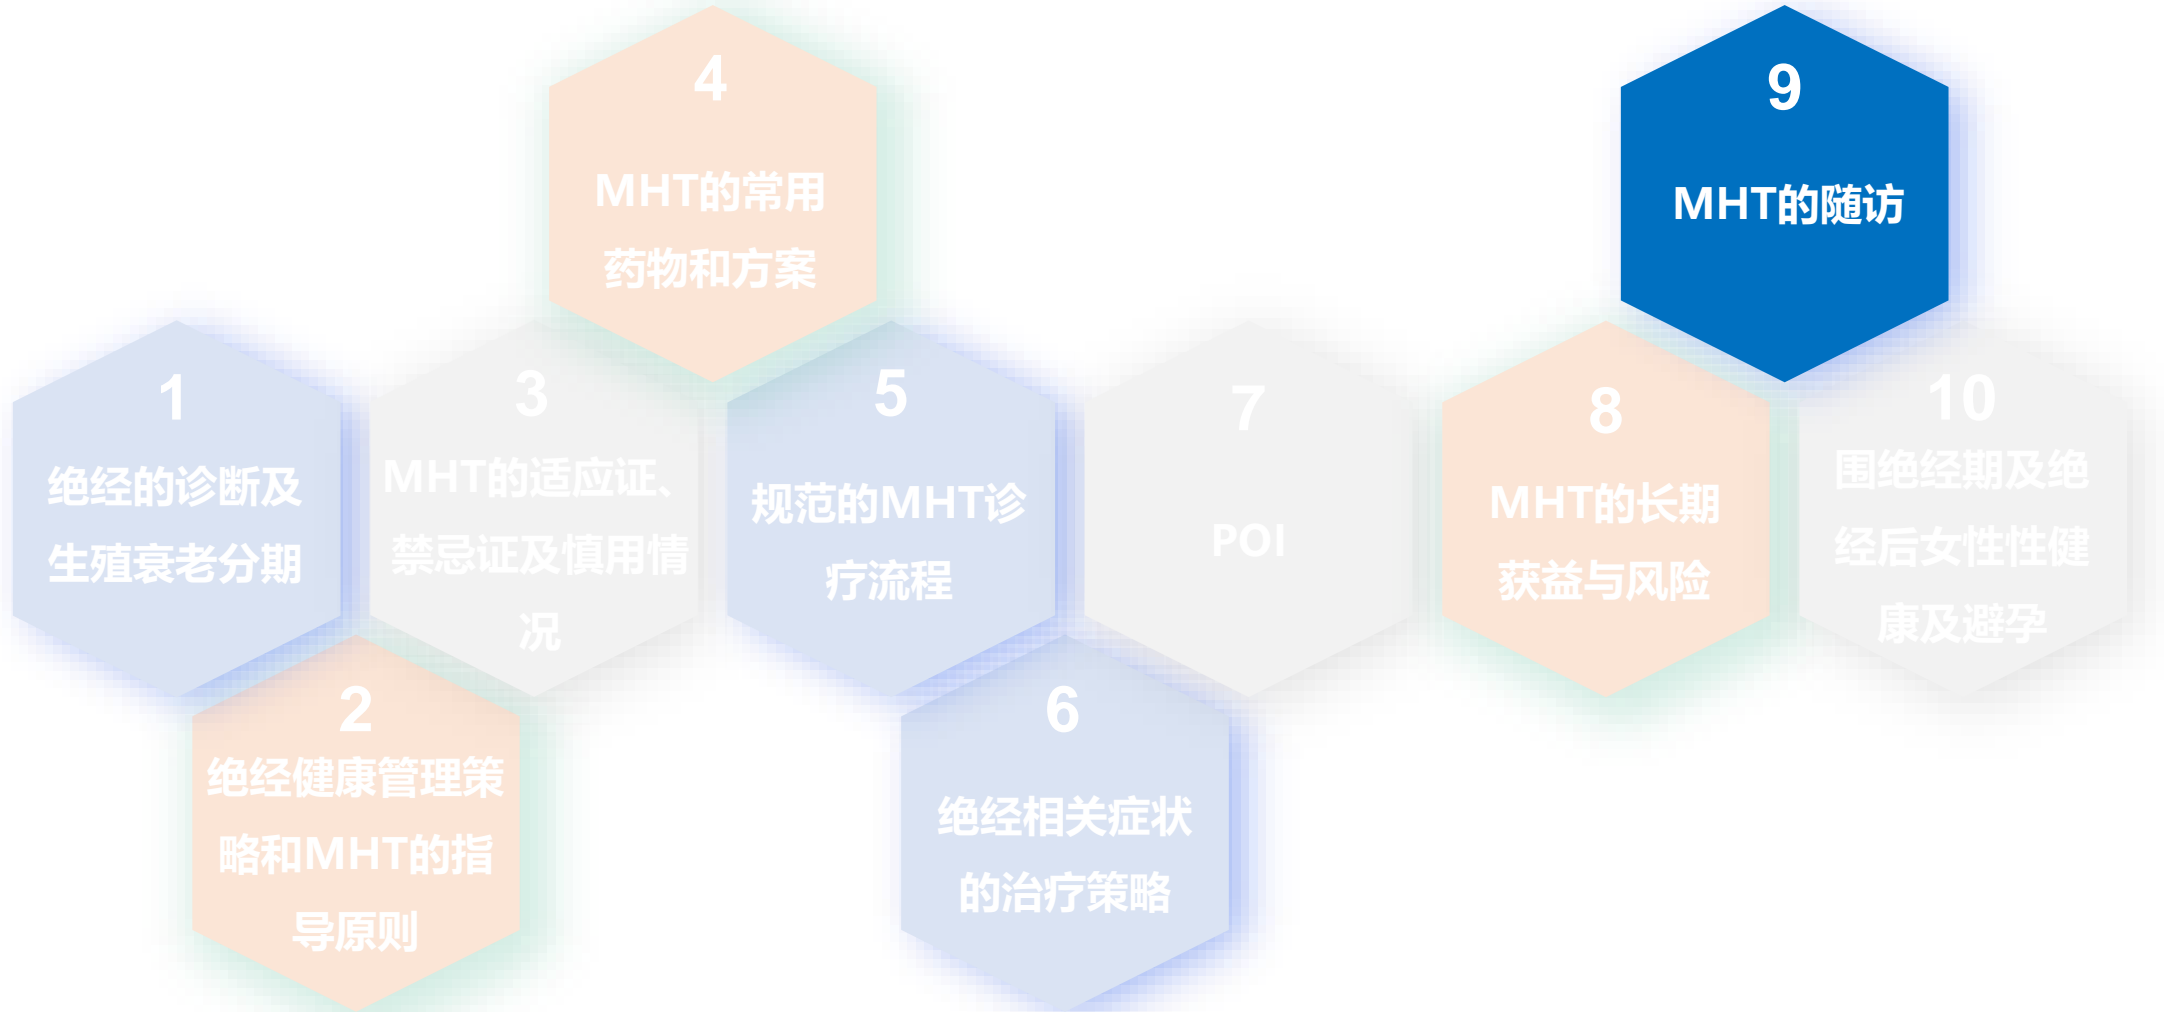 1
绝经的诊断及
生殖衰老分期
2
绝经健康管理策
略和MHT的指
导原则
3
MHT的适应证、
禁忌证及慎用情
况
4
MHT的常用
药物和方案
5
规范的MHT诊
疗流程
6
绝经相关症状
的治疗策略
7
POI
8
MHT的长期
获益与风险
9
MHT的随访
10
围绝经期及绝
经后女性性健
康及避孕